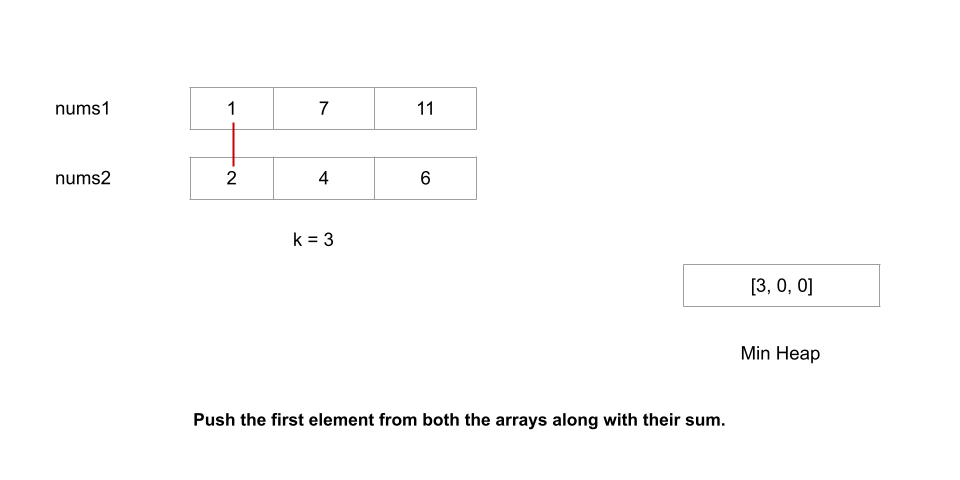 nums1 1 7 11
nums2 2 4 6
k = 3
[3, 0, 0]
Min Heap
Push the first element from both the arrays along with their sum.